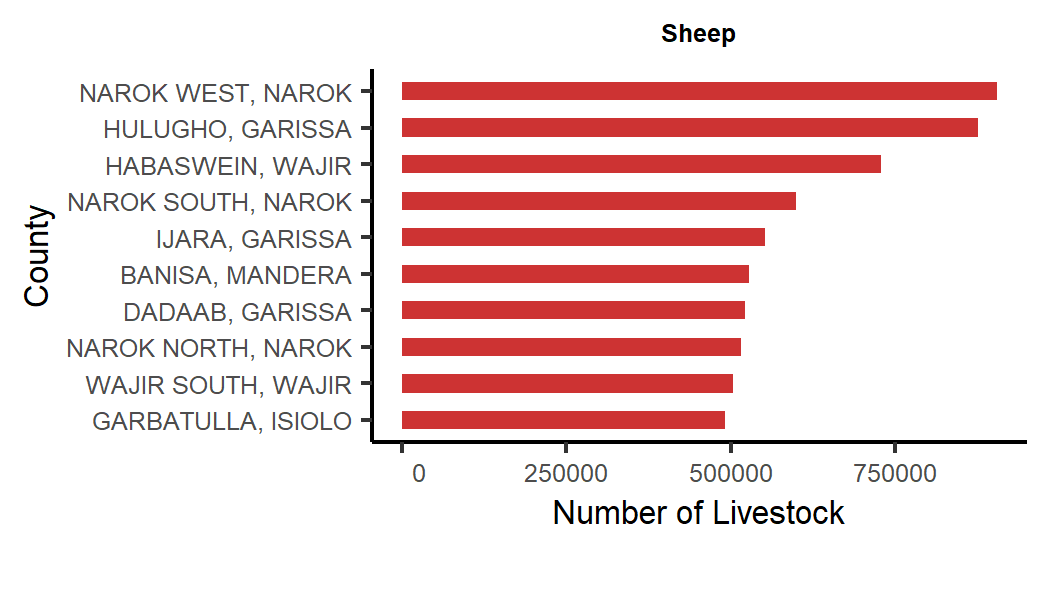 Sheep
NAROK WEST, NAROK
HULUGHO, GARISSA
HABASWEIN, WAJIR
NAROK SOUTH, NAROK
IJARA, GARISSA
BANISA, MANDERA
DADAAB, GARISSA
NAROK NORTH, NAROK
WAJIR SOUTH, WAJIR
GARBATULLA, ISIOLO
County
0 250000 500000 750000
Number of Livestock